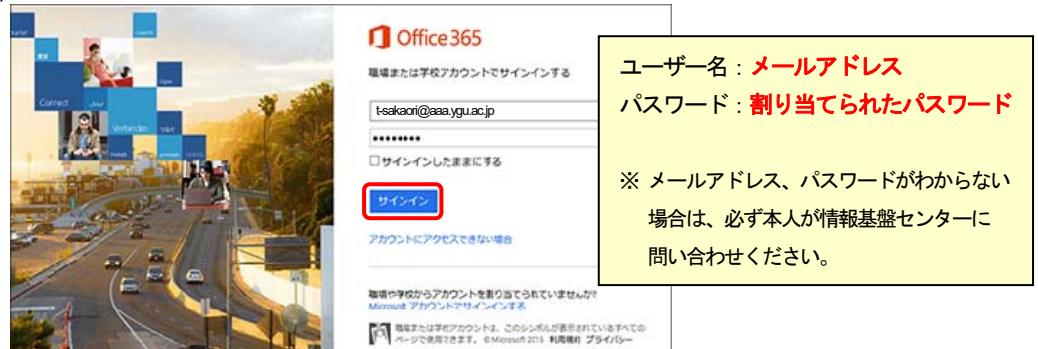 Office 365
職場または学校アカウントでサインインする
t-sakaori@aaa.ygu.ac.jp
••••••••
サインインしたままにする
サインイン
アカウントにアクセスできない場合
職場や学校からアカウントを割り当てられていませんか?
Microsoft アカウントでサインインする
職場または学校アカウントは、このシンボルが表示されているすべての
ページで使用できます。 © Microsoft 2015 利用規約 プライバシー
Connect
Verbinden
ユーザー名：メールアドレス
パスワード：割り当てられたパスワード
※ メールアドレス、パスワードがわからない
場合は、必ず本人が情報基盤センターに
問い合わせください。